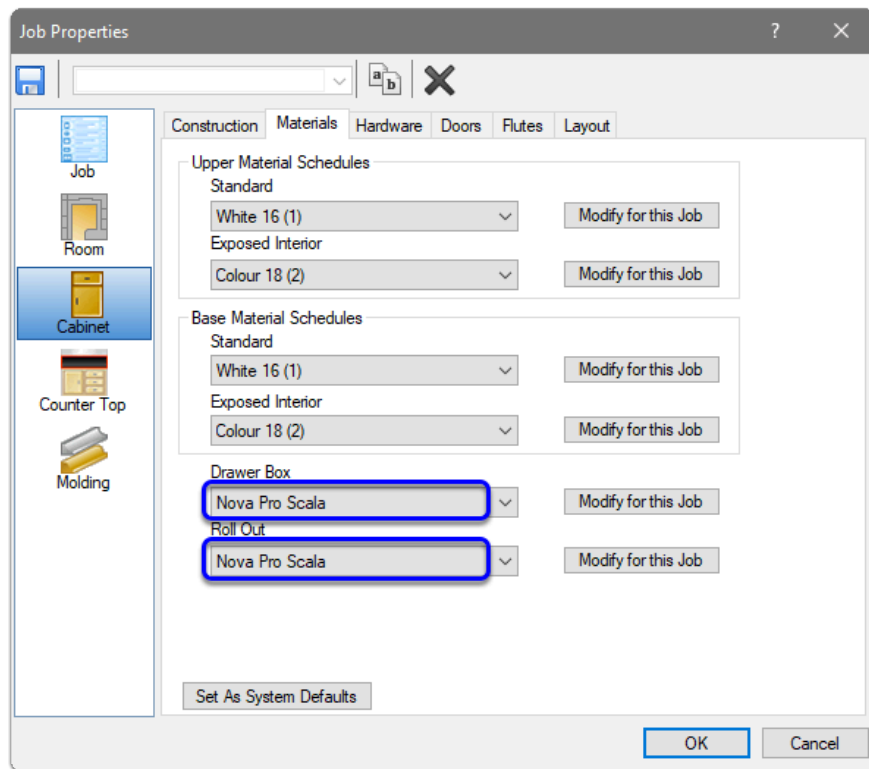 Job Properties
?
a b
Construction Materials Hardware Doors Flutes Layout
Job
Room
Cabinet
Counter Top
Molding
Upper Material Schedules
Standard
White 16 (1) Modify for this Job
Exposed Interior
Colour 18 (2) Modify for this Job
Base Material Schedules
Standard
White 16 (1) Modify for this Job
Exposed Interior
Colour 18 (2) Modify for this Job
Drawer Box
Nova Pro Scala Modify for this Job
Roll Out
Nova Pro Scala Modify for this Job
Set As System Defaults
OK Cancel